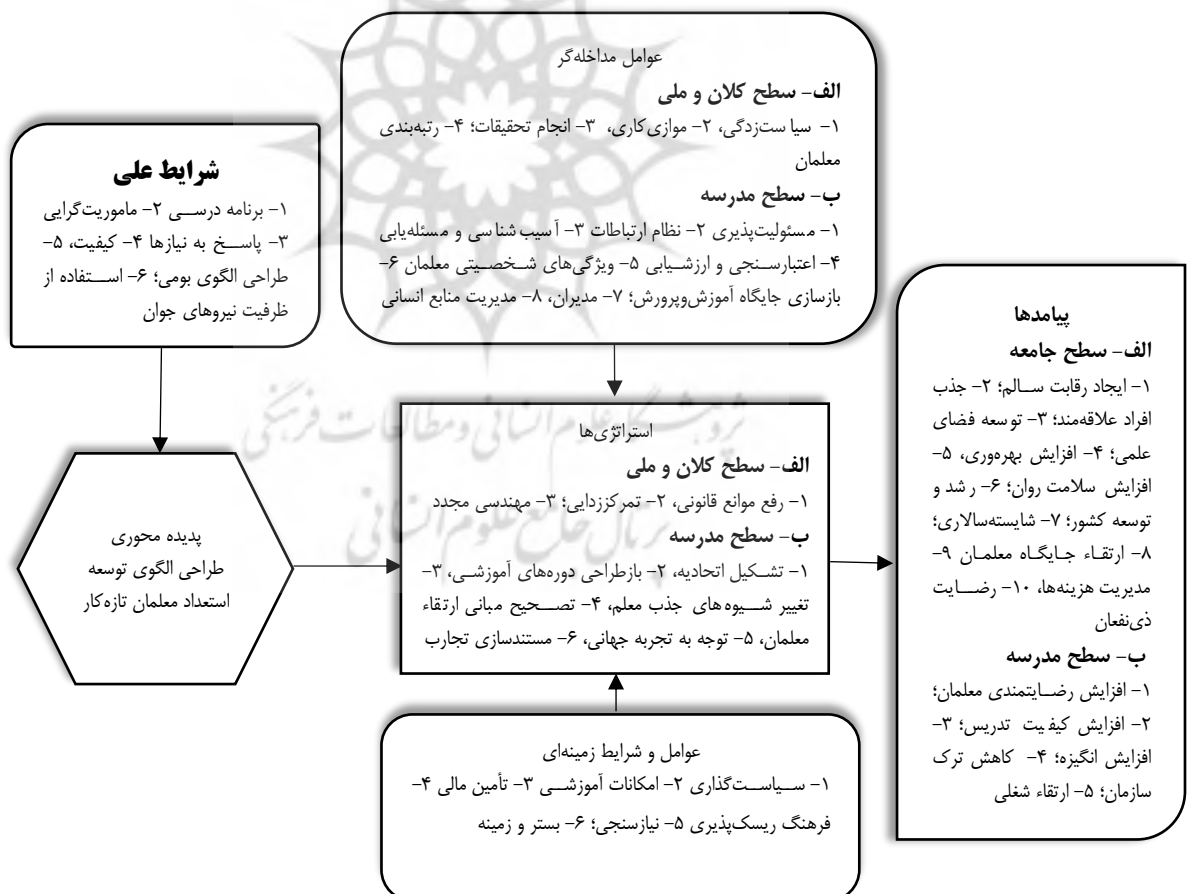 عوامل مداخله‌گر
الف- سطح کلان و ملی
۱- سیاست‌زدگی، ۲- موازی‌کاری، ۳- انجام تحقیقات؛ ۴- رتبه‌بندی
معلمان
ب- سطح مدرسه
۱- مسئولیت‌پذیری ۲- نظام ارتباطات ۳- آسیب‌شناسی و مسئله‌یابی
۴- اعتبارسنجی و ارزشیابی ۵- ویژگی‌های شخصیتی معلمان ۶-
بازسازی جایگاه آموزش‌وپرورش؛ ۷- مدیران، ۸- مدیریت منابع انسانی
شرایط علی
۱- برنامه درسی ۲- ماموریت‌گرایی
۳- پاسخ به نیازها ۴- کیفیت، ۵-
طراحی الگوی بومی؛ ۶- استفاده از
ظرفیت نیروهای جوان
پیامدها
الف- سطح جامعه
۱- ایجاد رقابت سالم؛ ۲- جذب
افراد علاقه‌مند؛ ۳- توسعه فضای
علمی؛ ۴- افزایش بهره‌وری، ۵-
افزایش سلامت روان؛ ۶- رشد و
توسعه کشور؛ ۷- شایسته‌سالاری؛
۸- ارتقاء جایگاه معلمان ۹-
مدیریت هزینه‌ها، ۱۰- رضایت
ذی‌نفعان
ب- سطح مدرسه
۱- افزایش رضایتمندی معلمان؛
۲- افزایش کیفیت تدریس؛ ۳-
افزایش انگیزه؛ ۴- کاهش ترک
سازمان؛ ۵- ارتقاء شغلی
پژوهشگاه علوم انسانی و مطالعات فرهنگی
پرتال جامع علوم انسانی
استراتژی‌ها
الف- سطح کلان و ملی
۱- رفع موانع قانونی، ۲- تمرکززدایی؛ ۳- مهندسی مجدد
ب- سطح مدرسه
۱- تشکیل اتحادیه، ۲- بازطراحی دوره‌های آموزشی، ۳-
تغییر شیوه‌های جذب معلم، ۴- تصحیح مبانی ارتقاء
معلمان، ۵- توجه به تجربه جهانی، ۶- مستندسازی تجارب
پدیده محوری
طراحی الگوی توسعه
استعداد معلمان تازه‌کار
عوامل و شرایط زمینه‌ای
۱- سیاست‌گذاری ۲- امکانات آموزشی ۳- تأمین مالی ۴-
فرهنگ ریسک‌پذیری ۵- نیازسنجی؛ ۶- بستر و زمینه